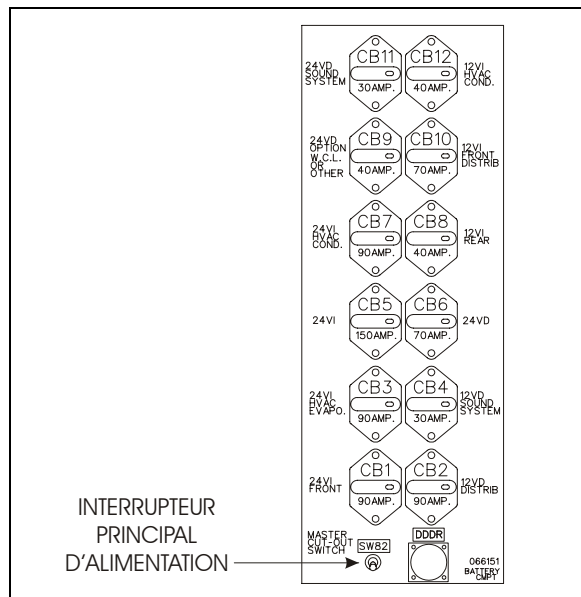 24VD
SOUND
SYSTEM
CB11
30AMP.
CB12
40AMP.
12VI
HVAC
COND.
24VD
OPTION
W.C.L.
OR
OTHER
CB9
40AMP.
CB10
70AMP.
12VI
FRONT
DISTRIB
24VI
HVAC
COND.
CB7
90AMP.
CB8
40AMP.
12VI
REAR
24VI
CB5
150AMP.
CB6
70AMP.
24VD
24VI
HVAC
EVAPO.
CB3
90AMP.
CB4
30AMP.
12VD
SOUND
SYSTEM
24VI
FRONT
CB1
90AMP.
CB2
90AMP.
12VD
DISTRIB
INTERRUPTEUR
PRINCIPAL
D'ALIMENTATION
MASTER
CUT-OUT
SWITCH
SW82
DDDR
066151
BATTERY
CMPT